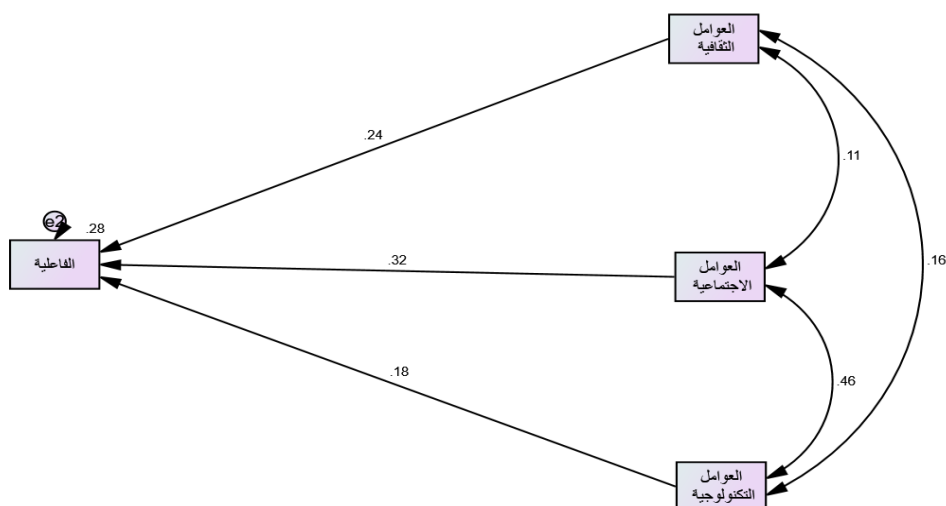 العوامل
الثقافية
.24
.11
e2
.28
الفاعلية
.32
العوامل
الاجتماعية
.16
.18
.46
العوامل
التكنولوجية